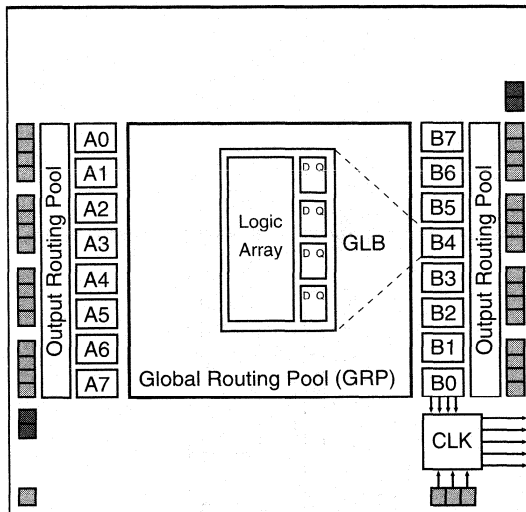 Output Routing Pool
A0
A1
A2
A3
A4
A5
A6
A7
Logic
Array
D Q
D Q
D Q
D Q
GLB
Global Routing Pool (GRP)
B7
B6
B5
B4
B3
B2
B1
B0
Output Routing Pool
CLK